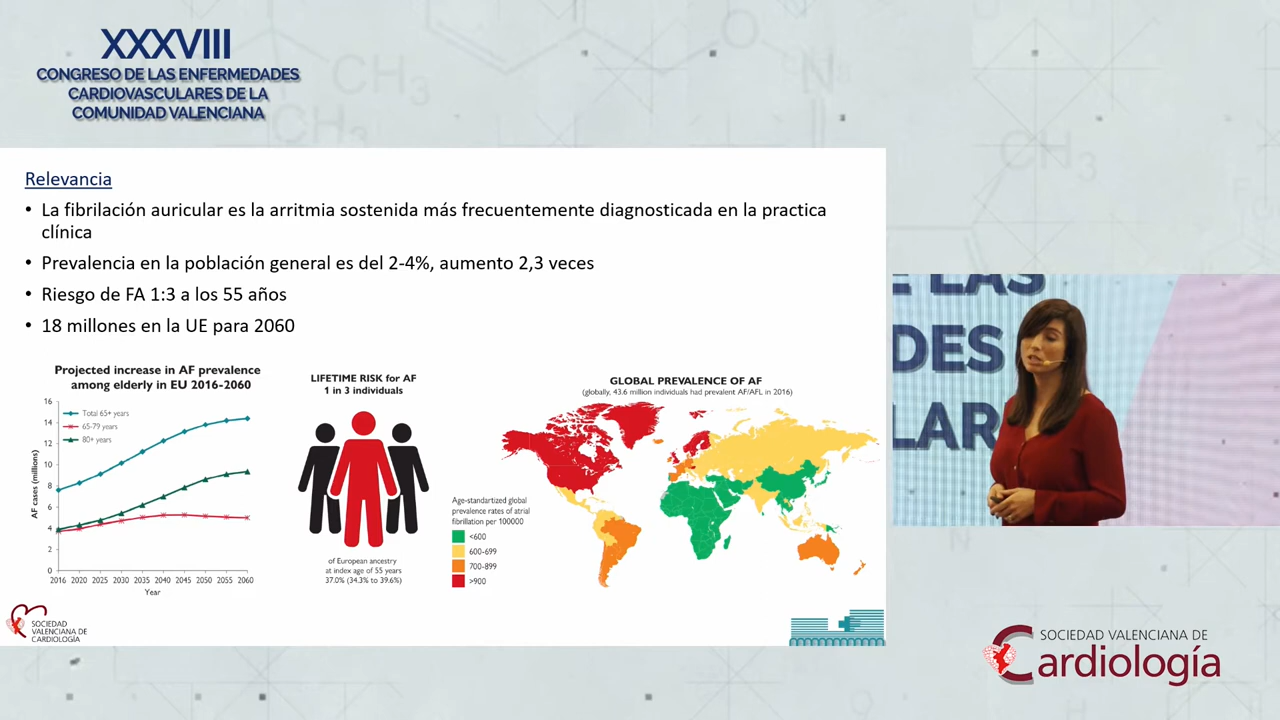 XXXVIII
CONGRESO DE LAS ENFERMEDADES
CARDIOVASCULARES DE LA
COMUNIDAD VALENCIANA
Relevancia
• La fibrilación auricular es la arritmia sostenida más frecuentemente diagnosticada en la practica
clínica
• Prevalencia en la población general es del 2-4%, aumento 2,3 veces
• Riesgo de FA 1:3 a los 55 años
• 18 millones en la UE para 2060
Projected increase in AF prevalence
among elderly in EU 2016-2060
16
14
12
10
8
6
4
2
0
AF cases (millions)
Total 65+ years
65-79 years
80+ years
2016 2020 2025 2030 2035 2040 2045 2050 2055 2060
Year
LIFETIME RISK for AF
1 in 3 individuals
of European ancestry
at index age of 55 years
37.0% (34.3% to 39.6%)
GLOBAL PREVALENCE OF AF
(globally, 43.6 million individuals had prevalent AF/AFL in 2016)
Age-standartized global
prevalence rates of atrial
fibrillation per 100000
<600
600-699
700-899
>900
SOCIEDAD
VALENCIANA DE
CARDIOLOGÍA
E LAS
DES
LAR
SOCIEDAD VALENCIANA DE
Cardiología
CH3
CH3
CH3
O
N